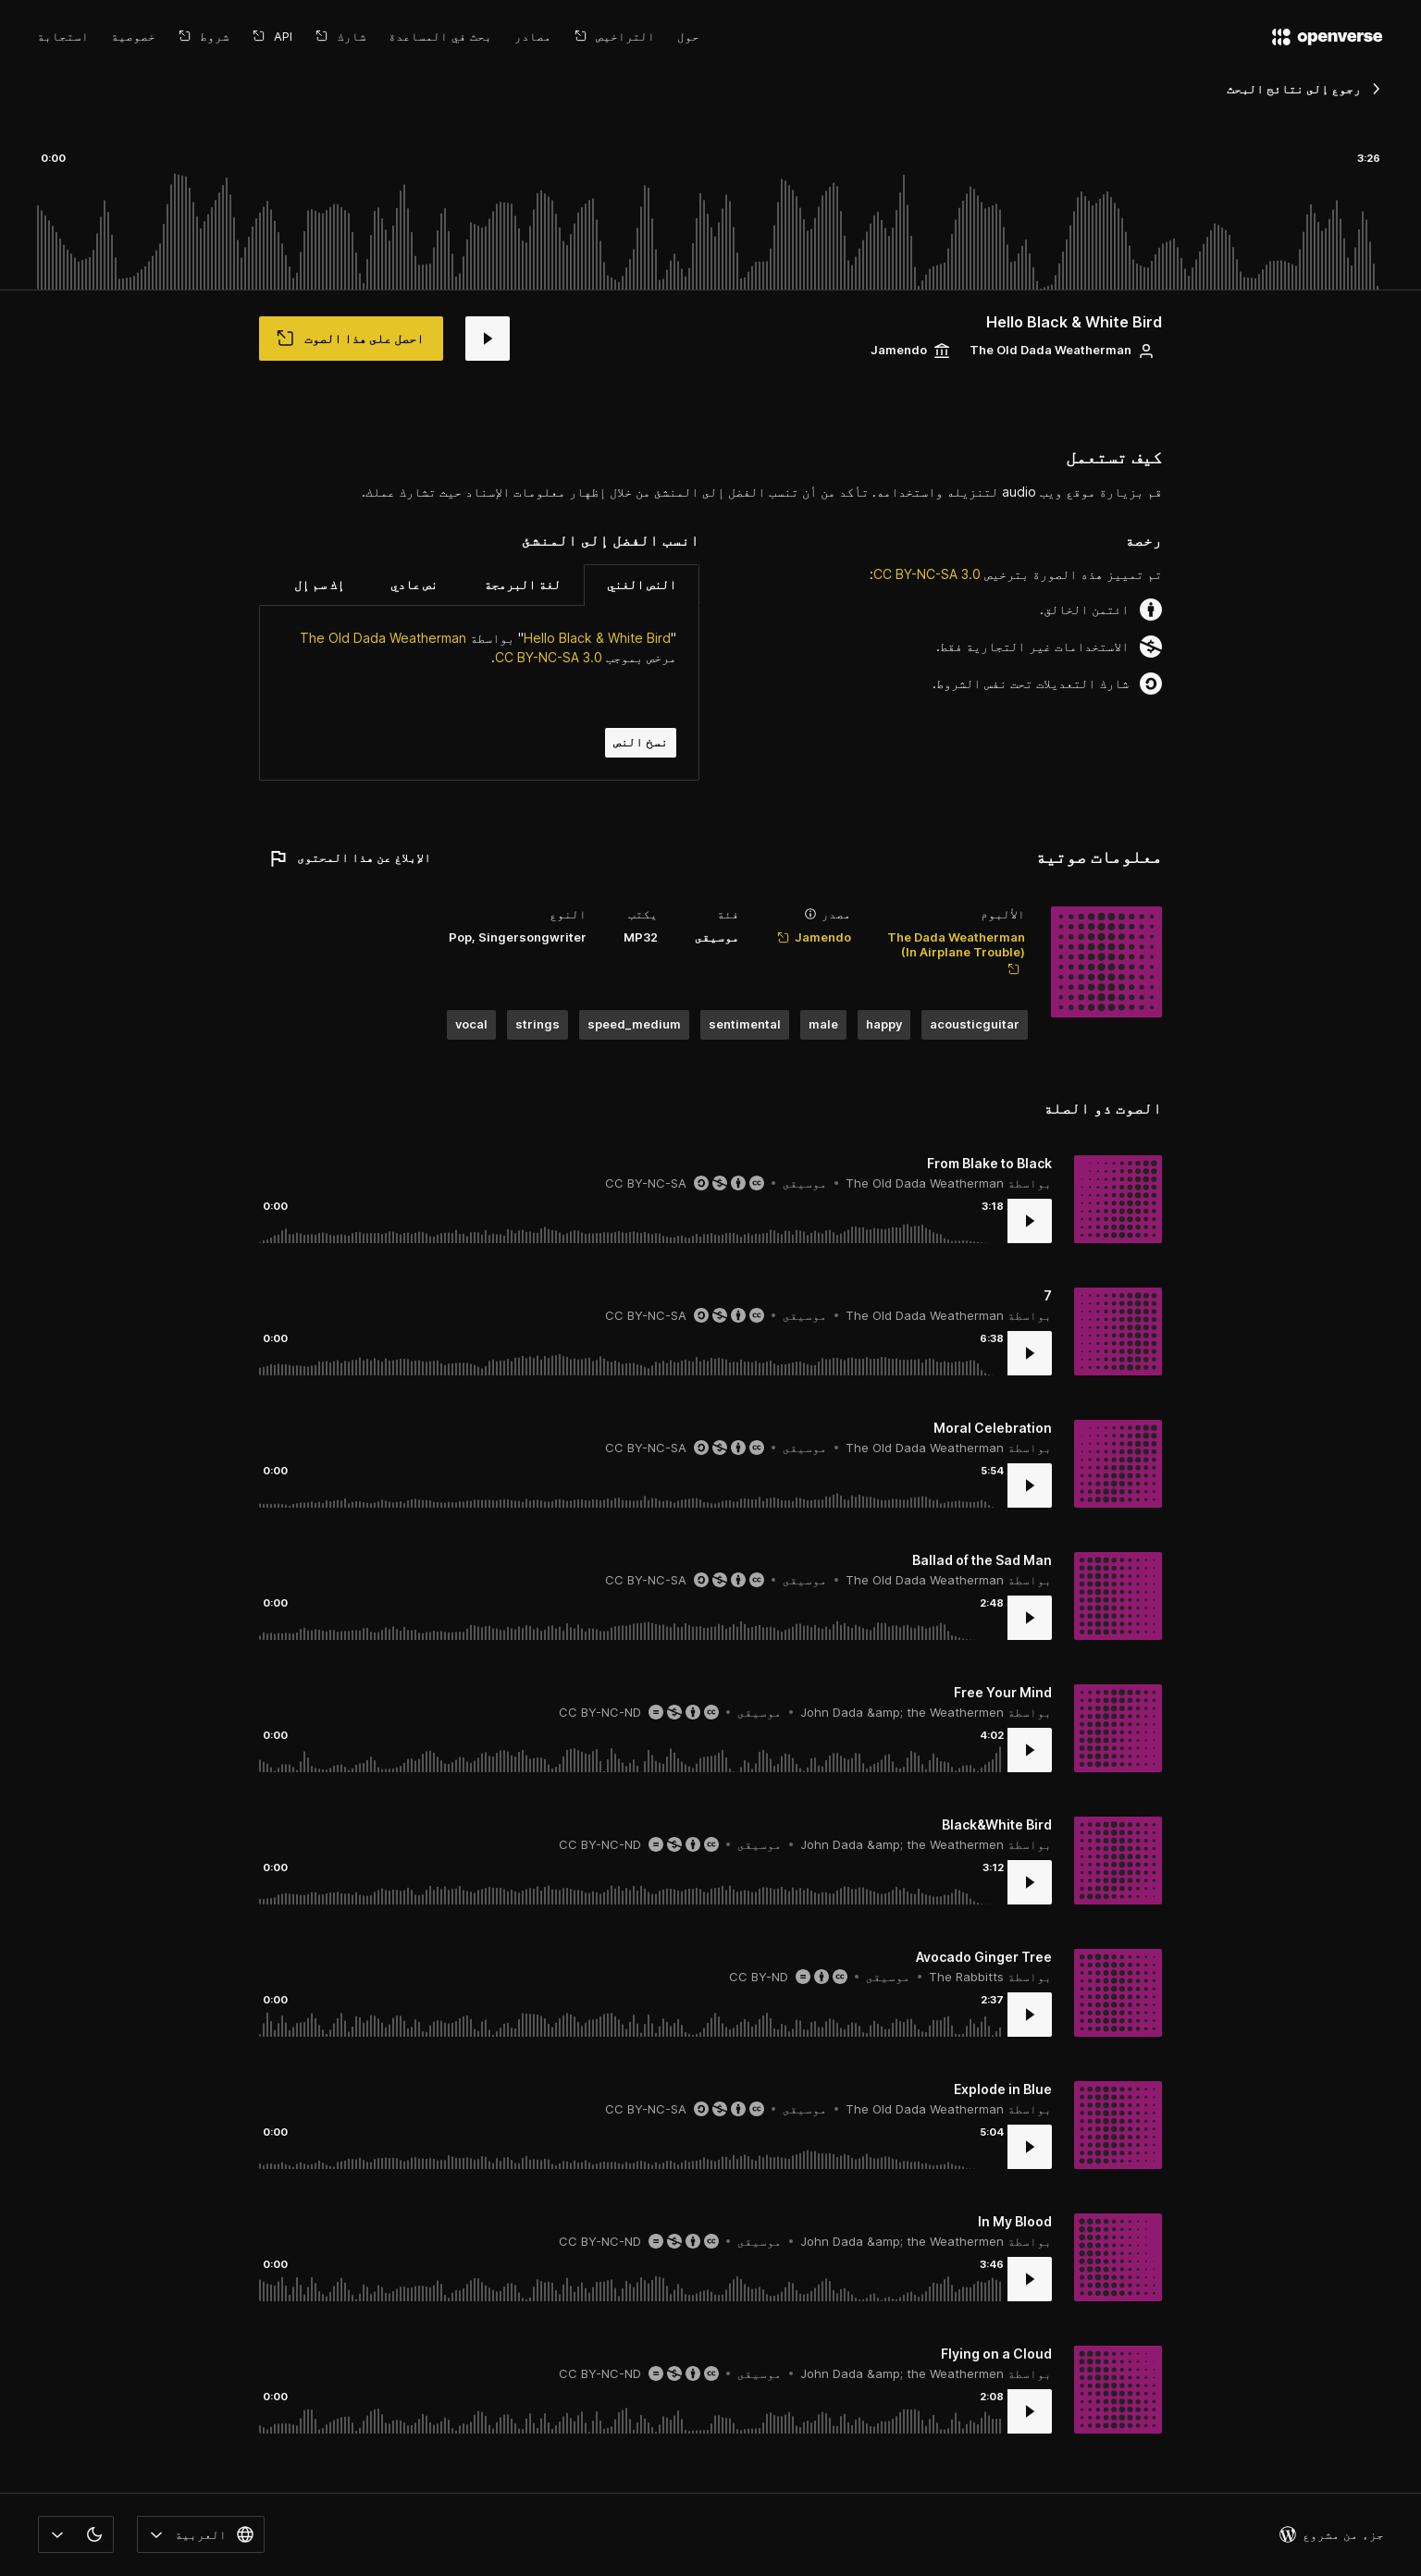 openverse
حول
التراخيص
مصادر
بحث في المساعدة
شارك
API
شروط
خصوصية
استجابة
رجوع إلى نتائج البحث
3:26
0:00
Hello Black & White Bird
The Old Dada Weatherman
Jamendo
احصل على هذا الصوت
كيف تستعمل
قم بزيارة موقع ويب audio لتنزيله واستخدامه. تأكد من أن تنسب الفضل إلى المنشئ من خلال إظهار معلومات الإسناد حيث تشارك عملك.
رخصة
تم تمييز هذه الصورة بترخيص CC BY-NC-SA 3.0:
ائتمن الخالق.
الاستخدامات غير التجارية فقط.
شارك التعديلات تحت نفس الشروط.
انسب الفضل إلى المنشئ
النص الغني
لغة البرمجة
نص عادي
إك سم إل
"Hello Black & White Bird" بواسطة The Old Dada Weatherman
مرخص بموجب CC BY-NC-SA 3.0.
نسخ النص
معلومات صوتية
الإبلاغ عن هذا المحتوى
الألبوم
The Dada Weatherman
(In Airplane Trouble)
مصدر
Jamendo
فئة
موسيقى
يكتب
MP32
النوع
Pop, Singersongwriter
acousticguitar
happy
male
sentimental
speed_medium
strings
vocal
الصوت ذو الصلة
From Blake to Black
بواسطة The Old Dada Weatherman • موسيقى • CC BY-NC-SA
3:18
0:00
7
بواسطة The Old Dada Weatherman • موسيقى • CC BY-NC-SA
6:38
0:00
Moral Celebration
بواسطة The Old Dada Weatherman • موسيقى • CC BY-NC-SA
5:54
0:00
Ballad of the Sad Man
بواسطة The Old Dada Weatherman • موسيقى • CC BY-NC-SA
2:48
0:00
Free Your Mind
بواسطة John Dada &amp;amp; the Weathermen • موسيقى • CC BY-NC-ND
4:02
0:00
Black&White Bird
بواسطة John Dada &amp;amp; the Weathermen • موسيقى • CC BY-NC-ND
3:12
0:00
Avocado Ginger Tree
بواسطة The Rabbitts • موسيقى • CC BY-ND
2:37
0:00
Explode in Blue
بواسطة The Old Dada Weatherman • موسيقى • CC BY-NC-SA
5:04
0:00
In My Blood
بواسطة John Dada &amp;amp; the Weathermen • موسيقى • CC BY-NC-ND
3:46
0:00
Flying on a Cloud
بواسطة John Dada &amp;amp; the Weathermen • موسيقى • CC BY-NC-ND
2:08
0:00
جزء من مشروع
العربية